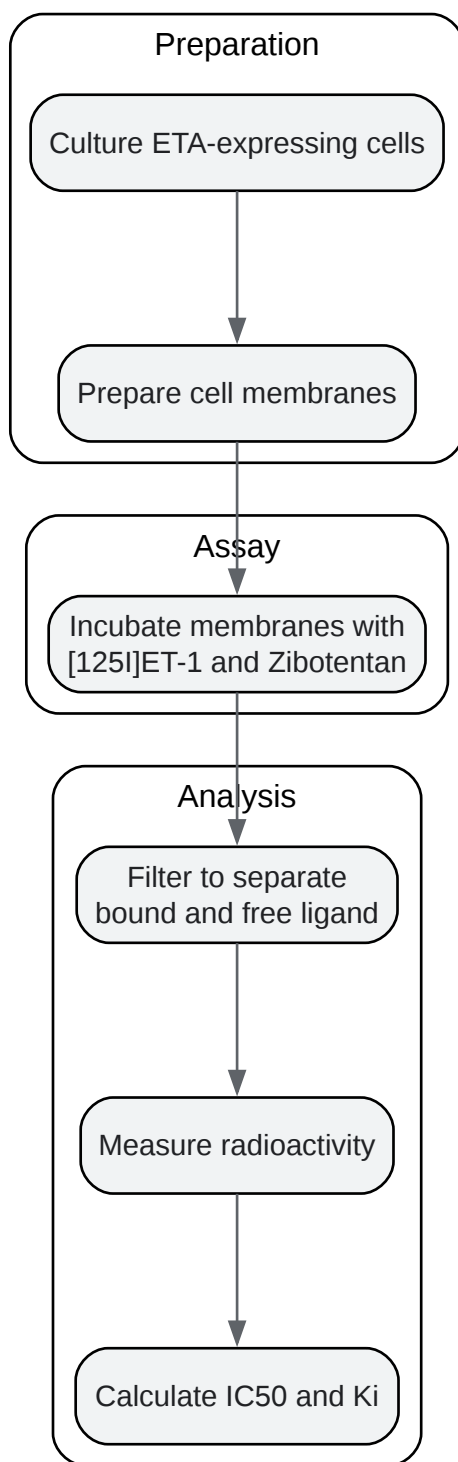 Preparation
Culture ETA-expressing cells
Prepare cell membranes
Assay
Incubate membranes with
[125I]ET-1 and Zibotentan
Analysis
Filter to separate
bound and free ligand
Measure radioactivity
Calculate IC50 and Ki